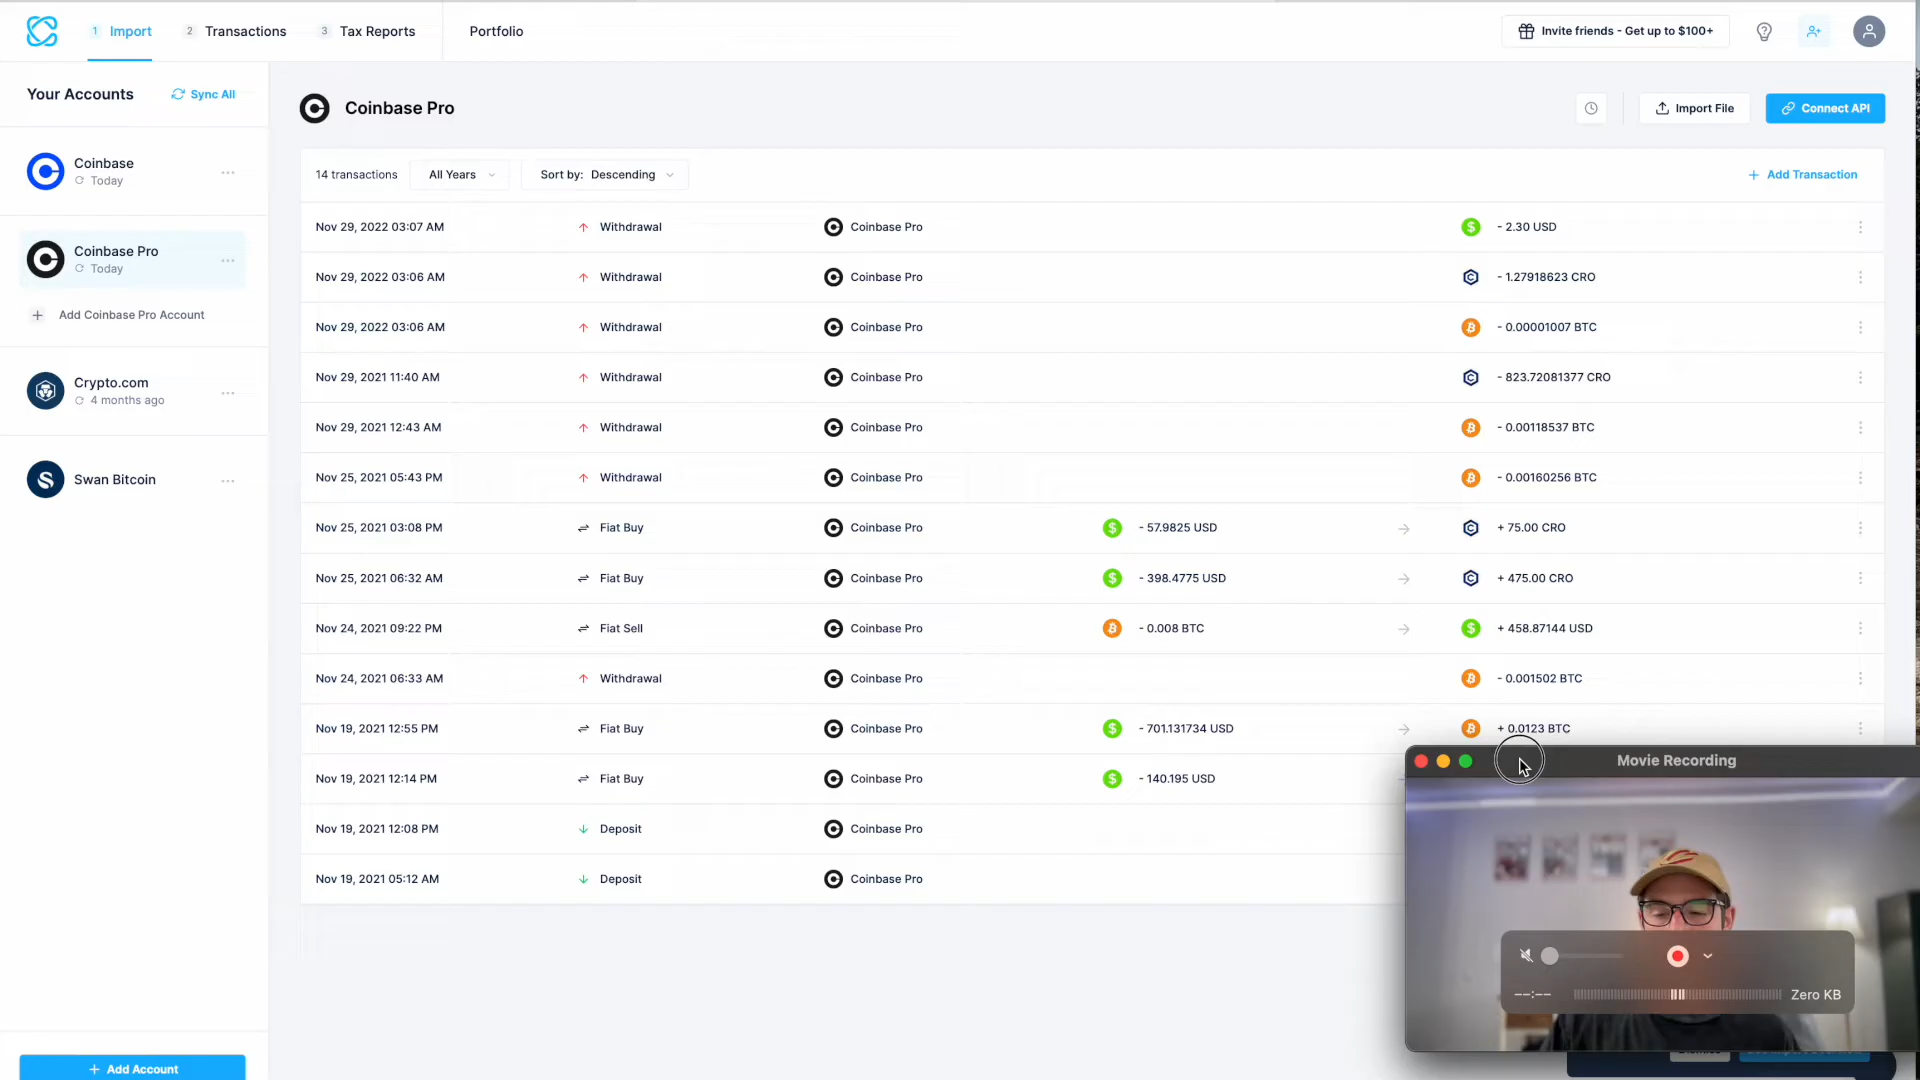 1 Import 2 Transactions 3 Tax Reports Portfolio Invite friends - Get up to $100+
Your Accounts Sync All
Coinbase
Today
Coinbase Pro
Today
Add Coinbase Pro Account
Crypto.com
4 months ago
Swan Bitcoin
+ Add Account
Coinbase Pro Import File Connect API
14 transactions All Years Sort by: Descending + Add Transaction
Nov 29, 2022 03:07 AM Withdrawal Coinbase Pro - 2.30 USD
Nov 29, 2022 03:06 AM Withdrawal Coinbase Pro - 1.27918623 CRO
Nov 29, 2022 03:06 AM Withdrawal Coinbase Pro - 0.00001007 BTC
Nov 29, 2021 11:40 AM Withdrawal Coinbase Pro - 823.72081377 CRO
Nov 29, 2021 12:43 AM Withdrawal Coinbase Pro - 0.00118537 BTC
Nov 25, 2021 05:43 PM Withdrawal Coinbase Pro - 0.00160256 BTC
Nov 25, 2021 03:08 PM Fiat Buy Coinbase Pro - 57.9825 USD → + 75.00 CRO
Nov 25, 2021 06:32 AM Fiat Buy Coinbase Pro - 398.4775 USD → + 475.00 CRO
Nov 24, 2021 09:22 PM Fiat Sell Coinbase Pro - 0.008 BTC → + 458.87144 USD
Nov 24, 2021 06:33 AM Withdrawal Coinbase Pro - 0.001502 BTC
Nov 19, 2021 12:55 PM Fiat Buy Coinbase Pro - 701.131734 USD → + 0.0123 BTC
Nov 19, 2021 12:14 PM Fiat Buy Coinbase Pro - 140.195 USD
Nov 19, 2021 12:08 PM Deposit Coinbase Pro
Nov 19, 2021 05:12 AM Deposit Coinbase Pro
Movie Recording
--:-- Zero KB